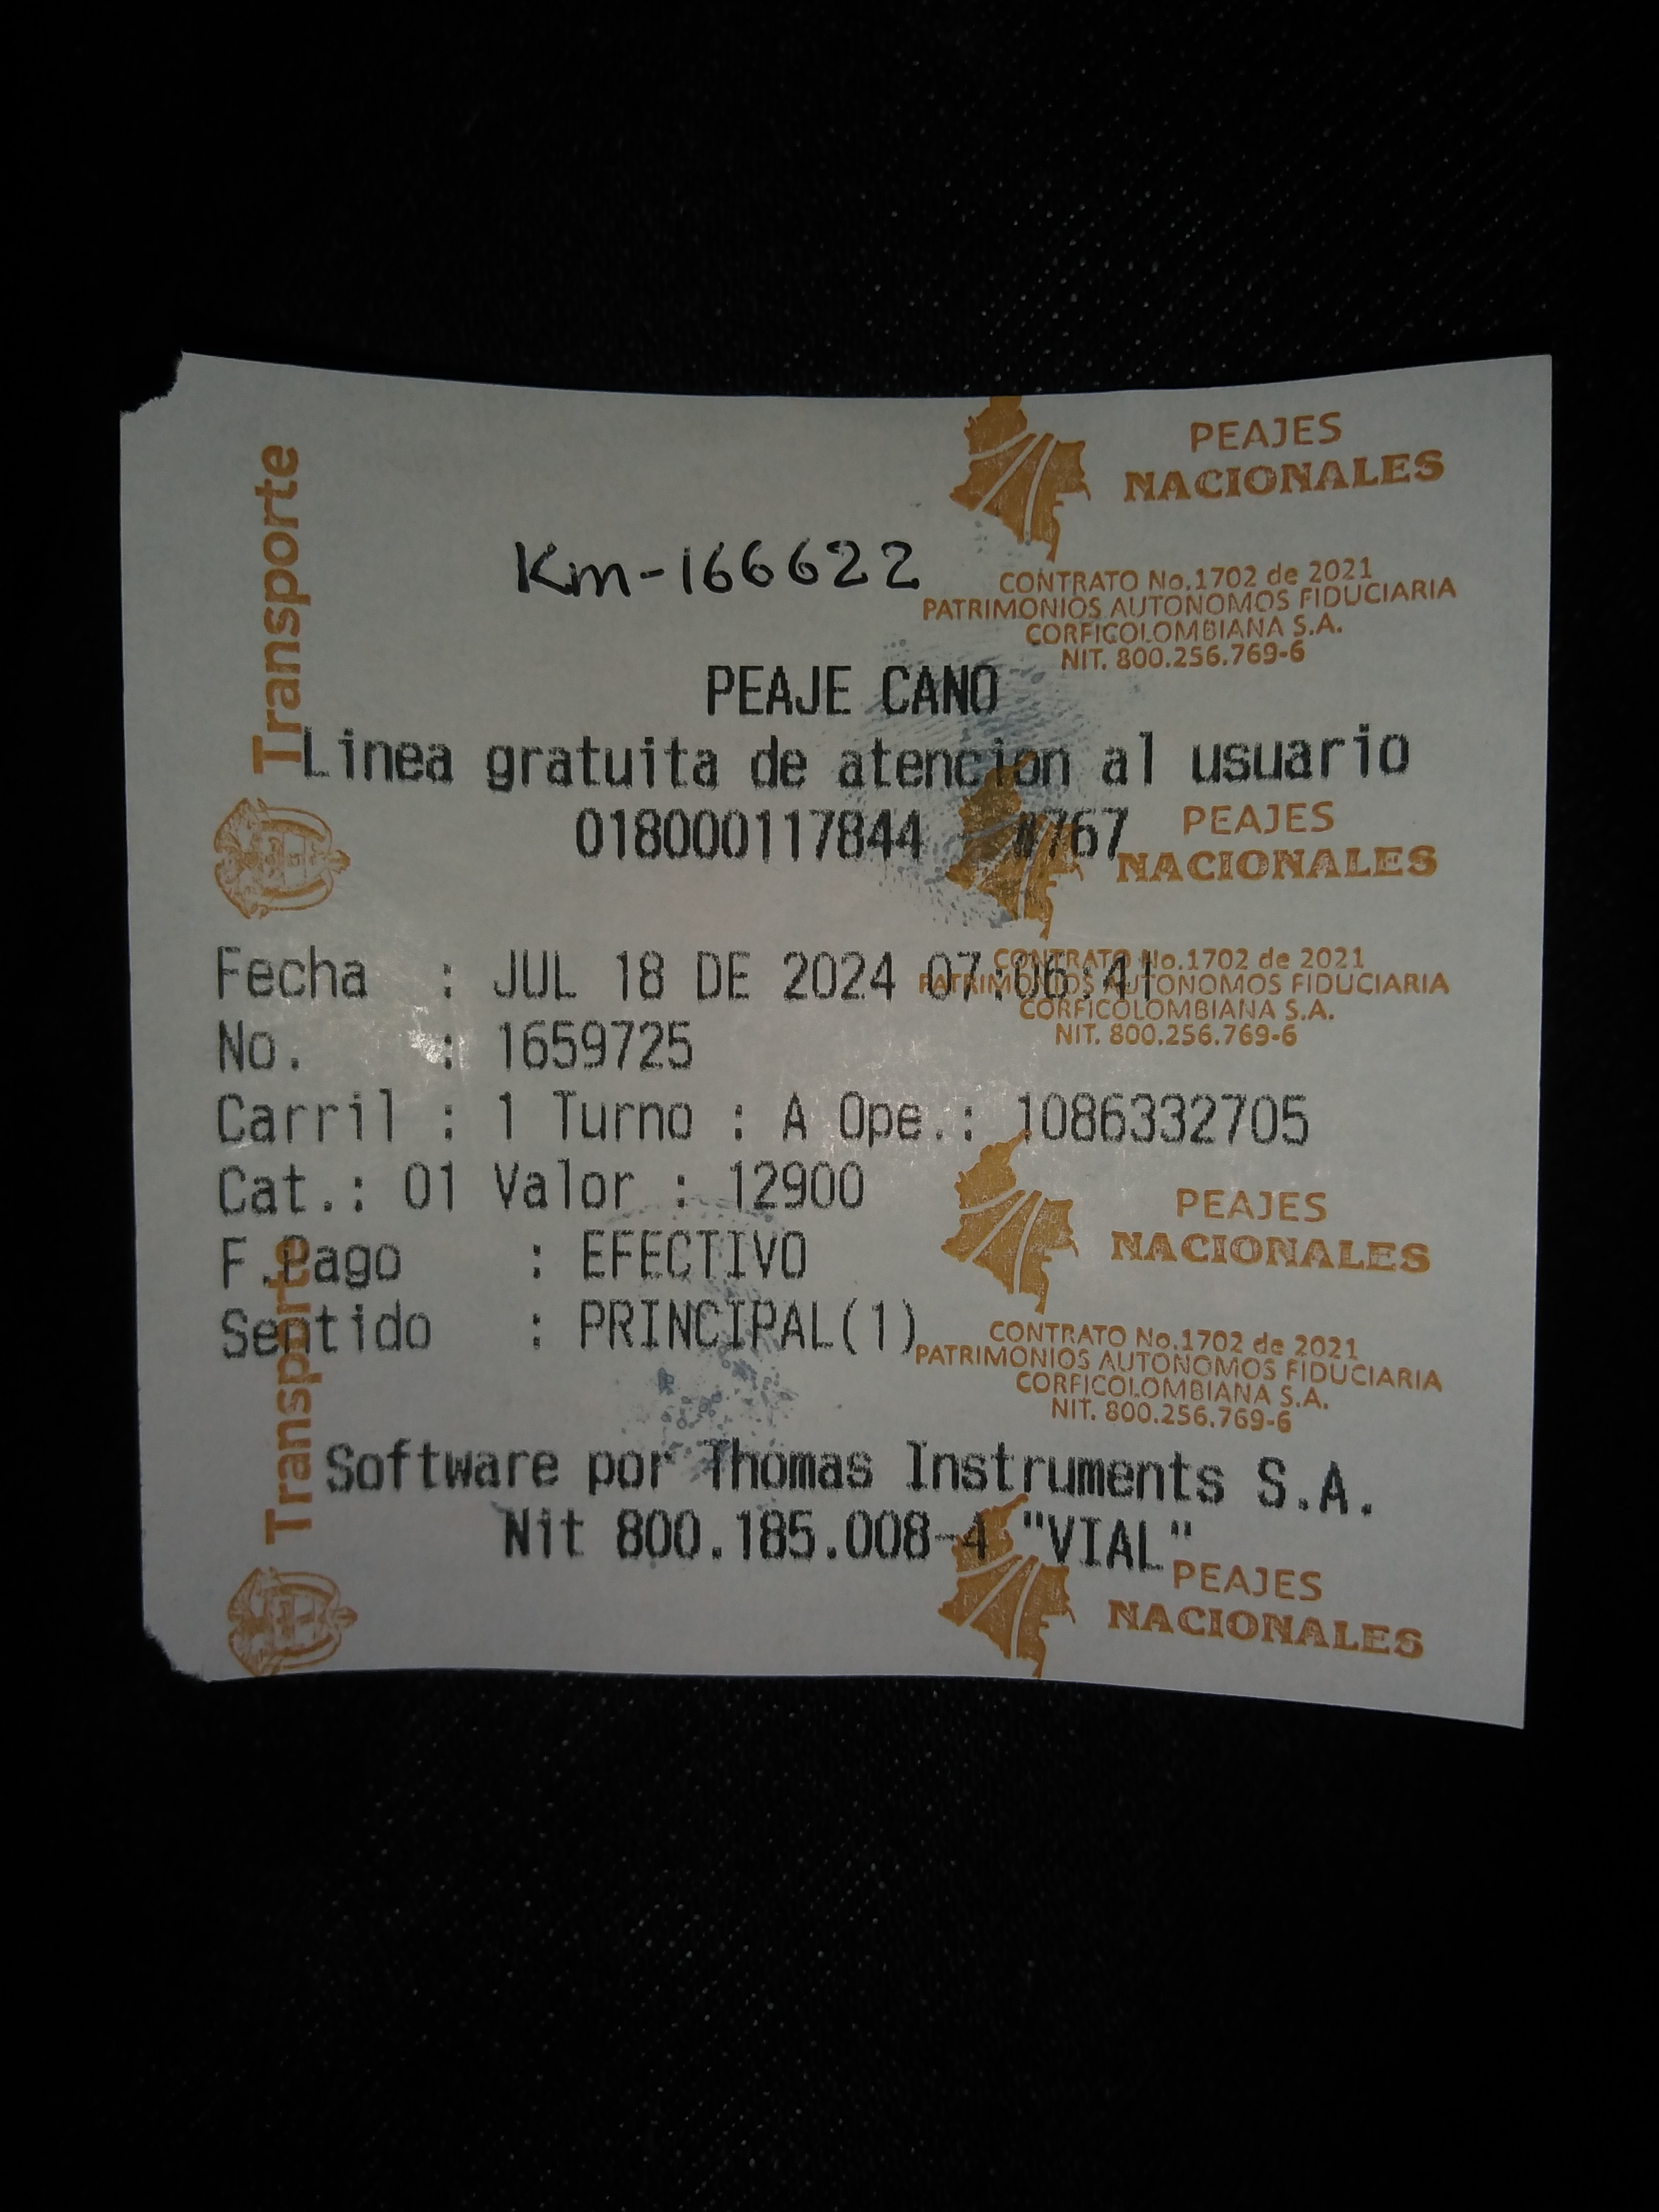 PEAJES
NACIONALES
Transporte
Km-166622
CONTRATO No.1702 de 2021
PATRIMONIOS AUTONOMOS FIDUCIARIA
CORFICOLOMBIANA S.A.
NIT. 800.256.769-6
PEAJE CANO
Linea gratuita de atencion al usuario
018000117844 #767
PEAJES
NACIONALES
Fecha : JUL 18 DE 2024 07:06:41
CONTRATO No.1702 de 2021
PATRIMONIOS AUTONOMOS FIDUCIARIA
CORFICOLOMBIANA S.A.
NIT. 800.256.769-6
No. : 1659725
Carril : 1 Turno : A Ope.: 1086332705
Cat.: 01 Valor : 12900
PEAJES
NACIONALES
F.Pago : EFECTIVO
Sentido : PRINCIPAL(1)
Transporte
CONTRATO No.1702 de 2021
PATRIMONIOS AUTONOMOS FIDUCIARIA
CORFICOLOMBIANA S.A.
NIT. 800.256.769-6
Software por Thomas Instruments S.A.
Nit 800.185.008-4 "VIAL"
PEAJES
NACIONALES